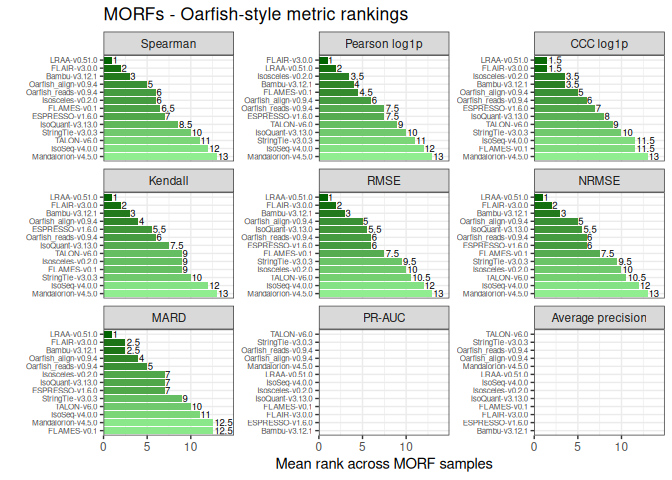 MORFs - Oarfish-style metric rankings
Spearman
LRAA-v0.51.0 1
FLAIR-v3.0.0 2
Bambu-v3.12.1 3
Oarfish_align-v0.9.4 5
Oarfish_reads-v0.9.4 6
Isosceles-v0.2.0 6
FLAMES-v0.1 6.5
ESPRESSO-v1.6.0 7
IsoQuant-v3.13.0 8.5
StringTie-v3.0.3 10
TALON-v6.0 11
IsoSeq-v4.0.0 12
Mandalorion-v4.5.0 13
Pearson log1p
FLAIR-v3.0.0 1
LRAA-v0.51.0 2
Isosceles-v0.2.0 3.5
Bambu-v3.12.1 4
FLAMES-v0.1 4.5
Oarfish_align-v0.9.4 6
Oarfish_reads-v0.9.4 7.5
ESPRESSO-v1.6.0 7.5
TALON-v6.0 9
IsoQuant-v3.13.0 10
StringTie-v3.0.3 11
IsoSeq-v4.0.0 12
Mandalorion-v4.5.0 13
CCC log1p
LRAA-v0.51.0 1.5
FLAIR-v3.0.0 1.5
Isosceles-v0.2.0 3.5
Bambu-v3.12.1 3.5
Oarfish_align-v0.9.4 5
Oarfish_reads-v0.9.4 6
ESPRESSO-v1.6.0 7
IsoQuant-v3.13.0 8
TALON-v6.0 9
StringTie-v3.0.3 10
IsoSeq-v4.0.0 11.5
FLAMES-v0.1 11.5
Mandalorion-v4.5.0 13
Kendall
LRAA-v0.51.0 1
FLAIR-v3.0.0 2
Bambu-v3.12.1 3
Oarfish_align-v0.9.4 4
ESPRESSO-v1.6.0 5.5
Oarfish_reads-v0.9.4 6
IsoQuant-v3.13.0 7.5
TALON-v6.0 9
Isosceles-v0.2.0 9
FLAMES-v0.1 9
StringTie-v3.0.3 10
IsoSeq-v4.0.0 12
Mandalorion-v4.5.0 13
RMSE
LRAA-v0.51.0 1
FLAIR-v3.0.0 2
Bambu-v3.12.1 3
Oarfish_align-v0.9.4 5
IsoQuant-v3.13.0 5.5
Oarfish_reads-v0.9.4 6
ESPRESSO-v1.6.0 6
FLAMES-v0.1 7.5
StringTie-v3.0.3 9.5
Isosceles-v0.2.0 10
TALON-v6.0 10.5
IsoSeq-v4.0.0 12
Mandalorion-v4.5.0 13
NRMSE
LRAA-v0.51.0 1
FLAIR-v3.0.0 2
Bambu-v3.12.1 3
Oarfish_align-v0.9.4 5
IsoQuant-v3.13.0 5.5
Oarfish_reads-v0.9.4 6
ESPRESSO-v1.6.0 6
FLAMES-v0.1 7.5
StringTie-v3.0.3 9.5
Isosceles-v0.2.0 10
TALON-v6.0 10.5
IsoSeq-v4.0.0 12
Mandalorion-v4.5.0 13
MARD
LRAA-v0.51.0 1
FLAIR-v3.0.0 2.5
Bambu-v3.12.1 2.5
Oarfish_align-v0.9.4 4
Oarfish_reads-v0.9.4 5
Isosceles-v0.2.0 7
IsoQuant-v3.13.0 7
ESPRESSO-v1.6.0 7
StringTie-v3.0.3 9
TALON-v6.0 10
IsoSeq-v4.0.0 11
Mandalorion-v4.5.0 12.5
FLAMES-v0.1 12.5
0 5 10
PR-AUC
TALON-v6.0
StringTie-v3.0.3
Oarfish_reads-v0.9.4
Oarfish_align-v0.9.4
Mandalorion-v4.5.0
LRAA-v0.51.0
IsoSeq-v4.0.0
Isosceles-v0.2.0
IsoQuant-v3.13.0
FLAMES-v0.1
FLAIR-v3.0.0
ESPRESSO-v1.6.0
Bambu-v3.12.1
0 5 10
Average precision
TALON-v6.0
StringTie-v3.0.3
Oarfish_reads-v0.9.4
Oarfish_align-v0.9.4
Mandalorion-v4.5.0
LRAA-v0.51.0
IsoSeq-v4.0.0
Isosceles-v0.2.0
IsoQuant-v3.13.0
FLAMES-v0.1
FLAIR-v3.0.0
ESPRESSO-v1.6.0
Bambu-v3.12.1
0 5 10
Mean rank across MORF samples